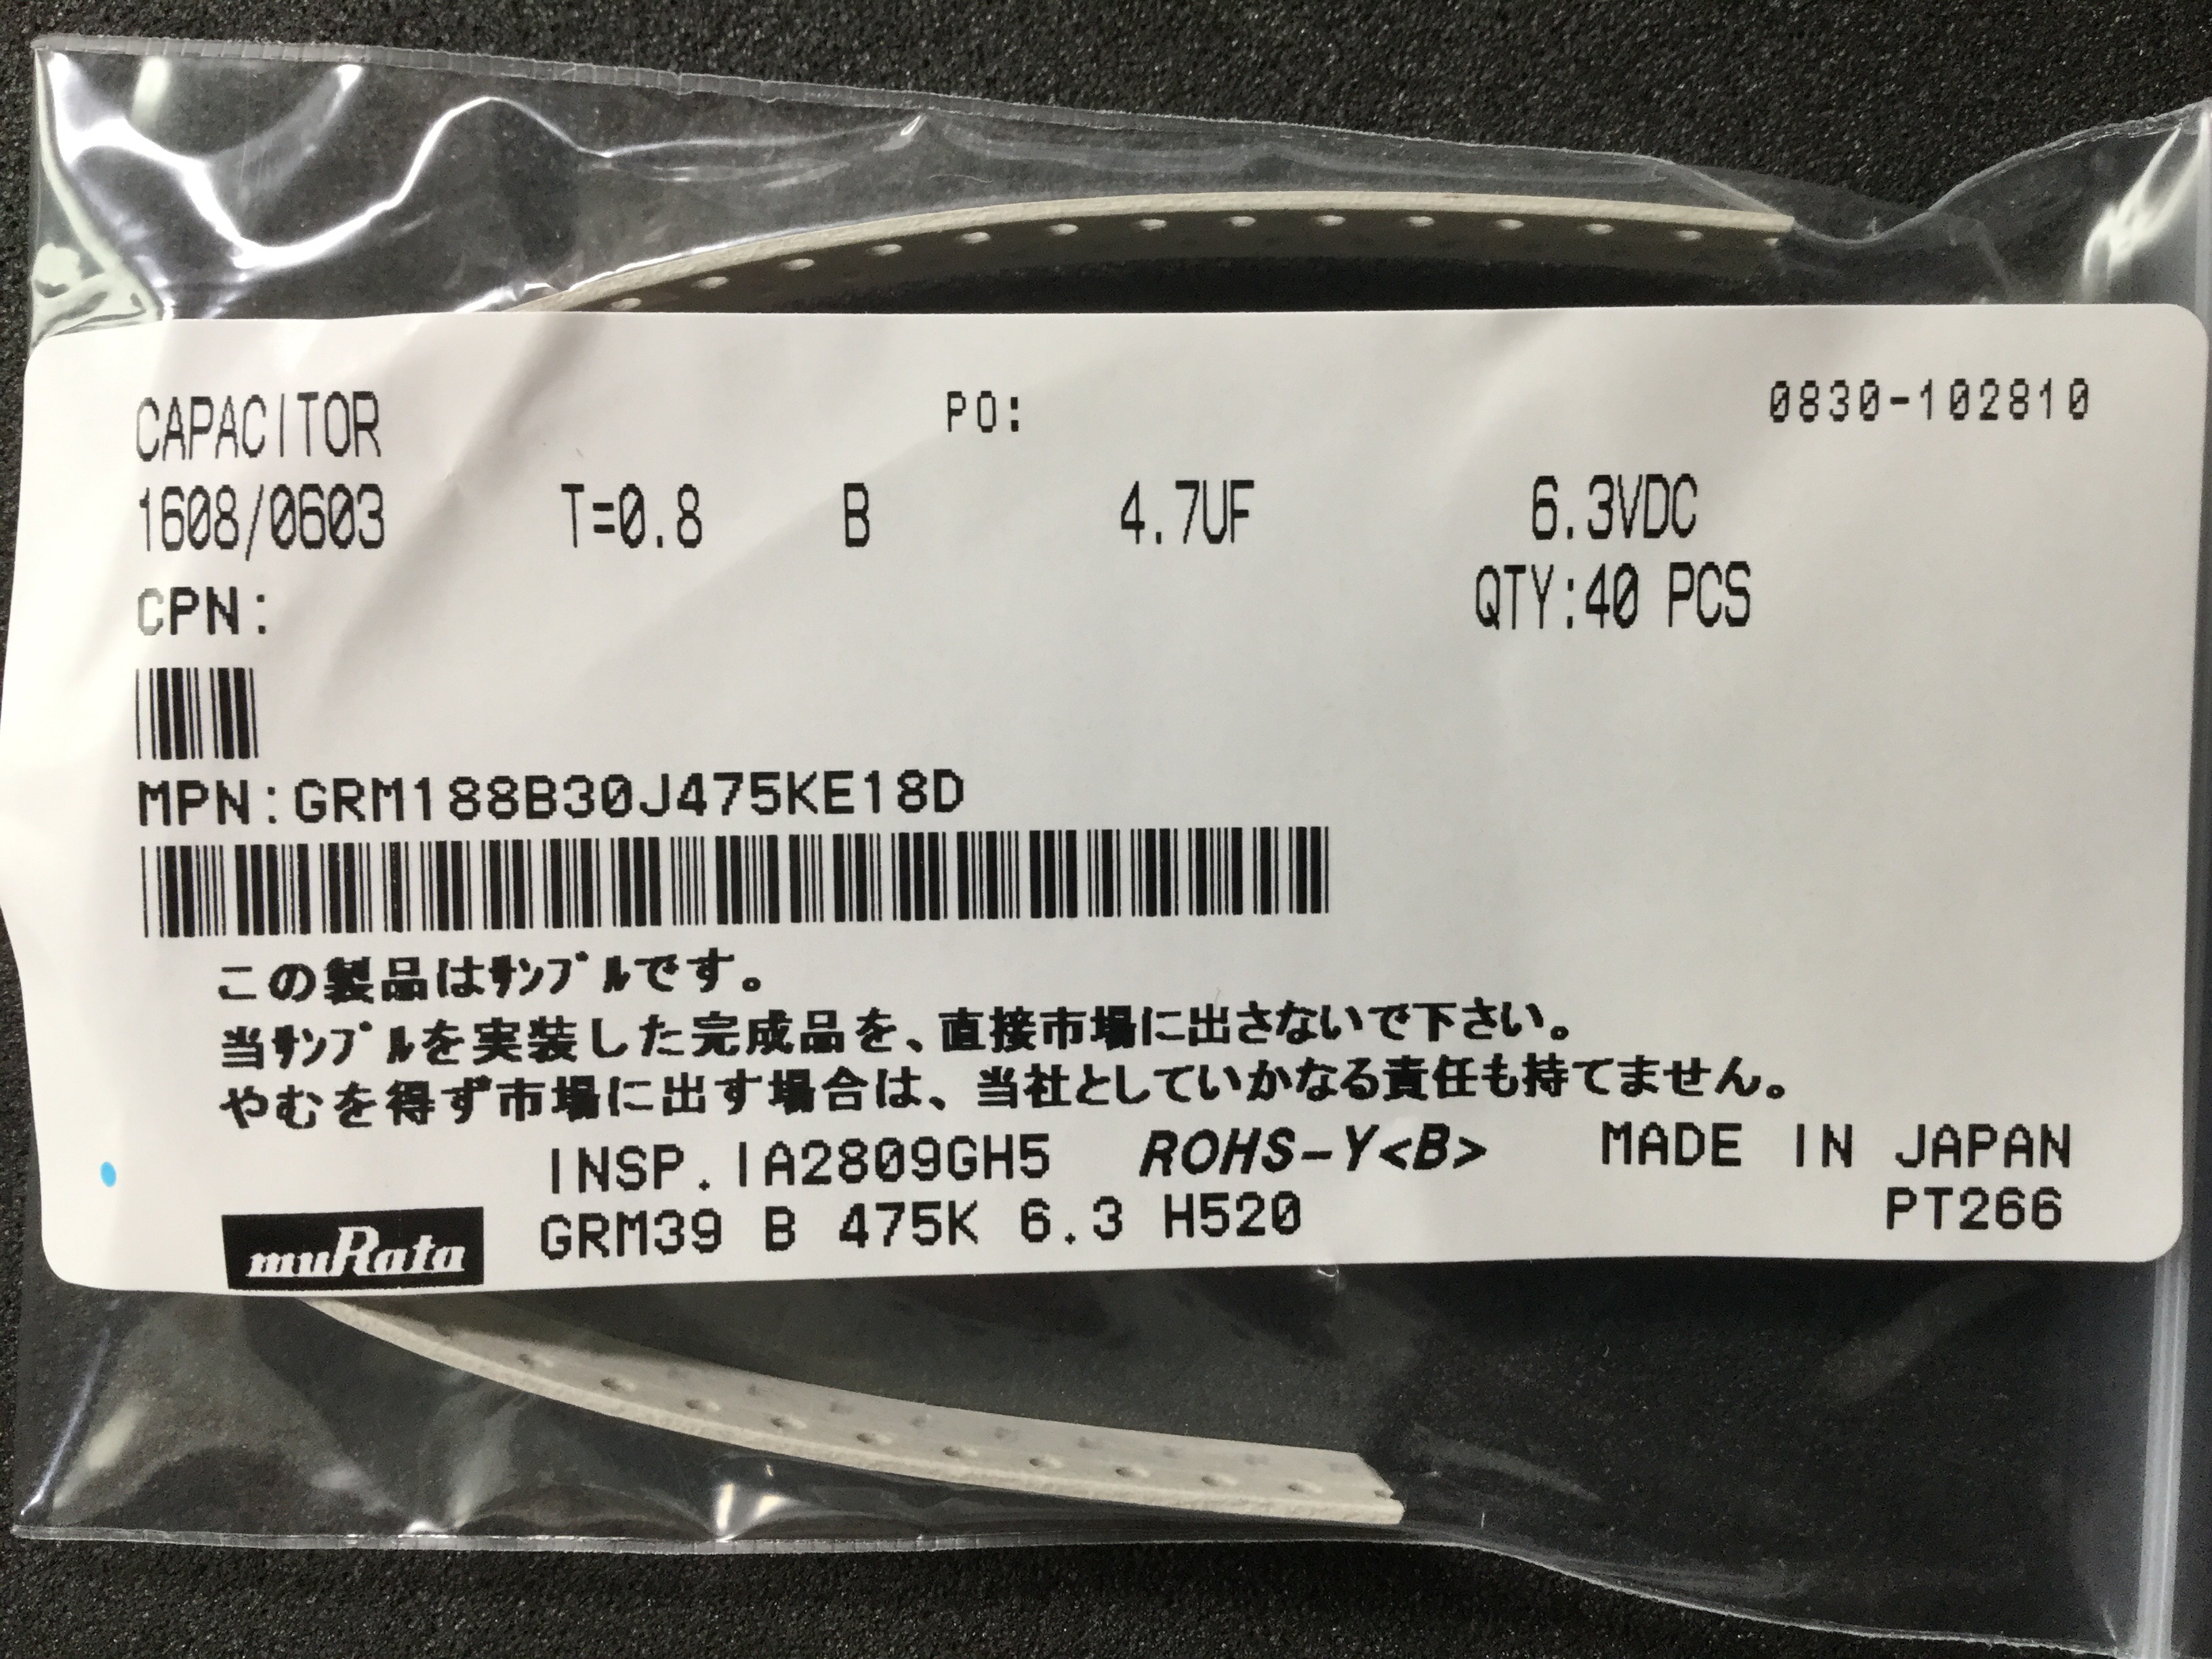 CAPACITOR PO: 0830-102810
1608/0603 T=0.8 B 4.7UF 6.3VDC
CPN: QTY:40 PCS
MPN:GRM188B30J475KE18D
この製品はｻﾝﾌﾟﾙです。
当ｻﾝﾌﾟﾙを実装した完成品を、直接市場に出さないで下さい。
やむを得ず市場に出す場合は、当社としていかなる責任も持てません。
INSP.IA2809GH5 ROHS-Y<B> MADE IN JAPAN
muRata GRM39 B 475K 6.3 H520 PT266